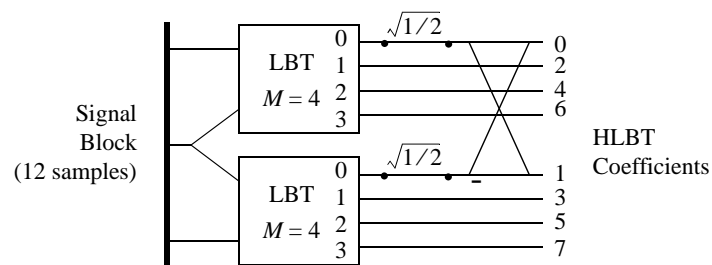 Signal
Block
(12 samples)
LBT
M = 4
0
1
2
3
√1/2
0
2
4
6
LBT
M = 4
0
1
2
3
√1/2
-
1
3
5
7
HLBT
Coefficients